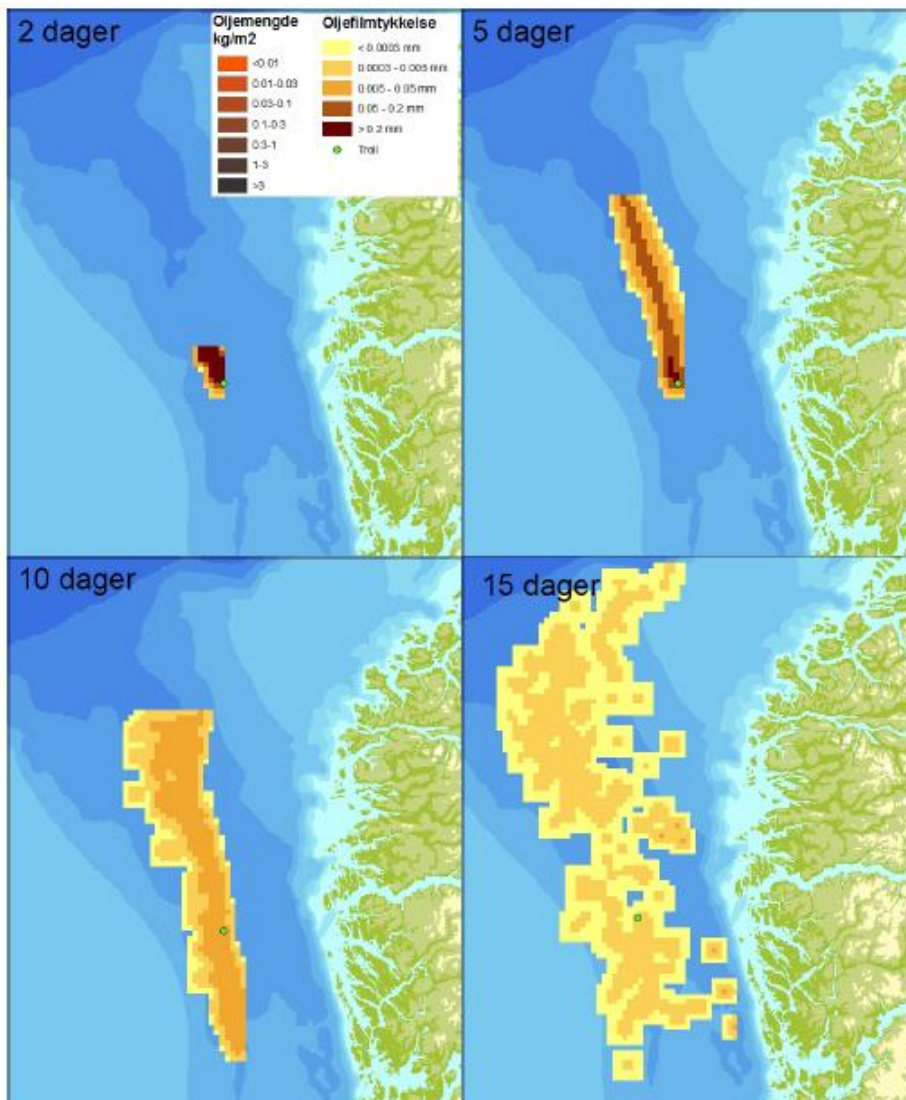 2 dager
Oljemengde
kg/m2
<0.01
0.01-0.03
0.03-0.1
0.1-0.3
0.3-1
1-3
>3
Oljefilmtykkelse
< 0.0003 mm
0.0003 - 0.005 mm
0.005 - 0.05 mm
0.05 - 0.2 mm
> 0.2 mm
Troll
5 dager
10 dager
15 dager